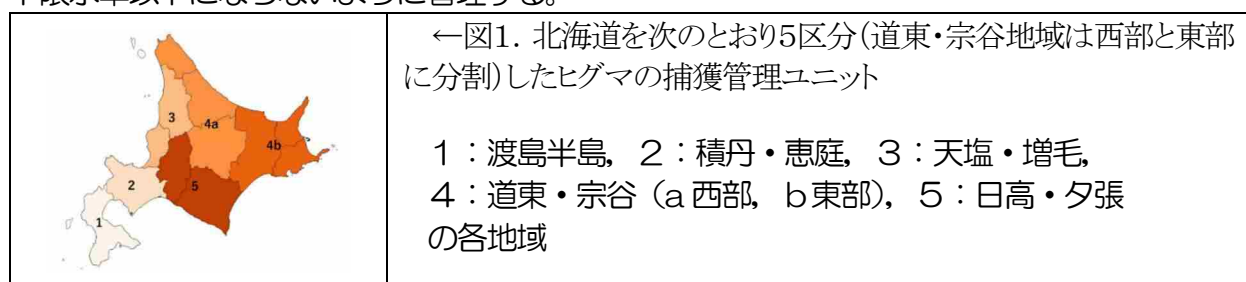 下限水準以下にならないように管理する。
←図1. 北海道を次のとおり5区分(道東・宗谷地域は西部と東部
に分割)したヒグマの捕獲管理ユニット
1:渡島半島, 2:積丹・恵庭, 3:天塩・増毛,
4:道東・宗谷(a西部, b東部), 5:日高・夕張
の各地域
3
4a
4b
2
5
1